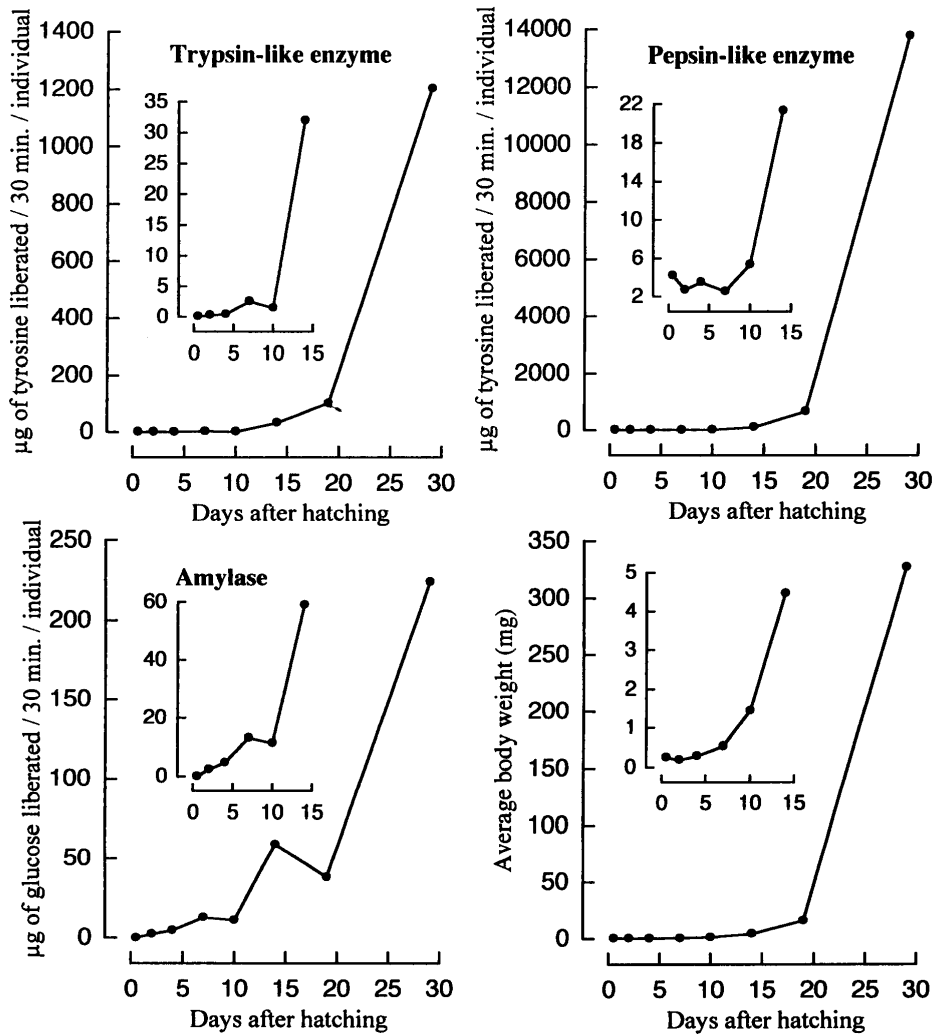 Trypsin-like enzyme
µg of tyrosine liberated / 30 min. / individual
1400
1200
1000
800
600
400
200
0
35
30
25
20
15
10
5
0
0 5 10 15
0 5 10 15 20 25 30
Days after hatching
Pepsin-like enzyme
µg of tyrosine liberated / 30 min. / individual
14000
12000
10000
8000
6000
4000
2000
0
22
18
14
10
6
2
0 5 10 15
0 5 10 15 20 25 30
Days after hatching
Amylase
µg of glucose liberated / 30 min. / individual
250
200
150
100
50
0
60
40
20
0
0 5 10 15
0 5 10 15 20 25 30
Days after hatching
Average body weight (mg)
350
300
250
200
150
100
50
0
5
4
3
2
1
0
0 5 10 15
0 5 10 15 20 25 30
Days after hatching